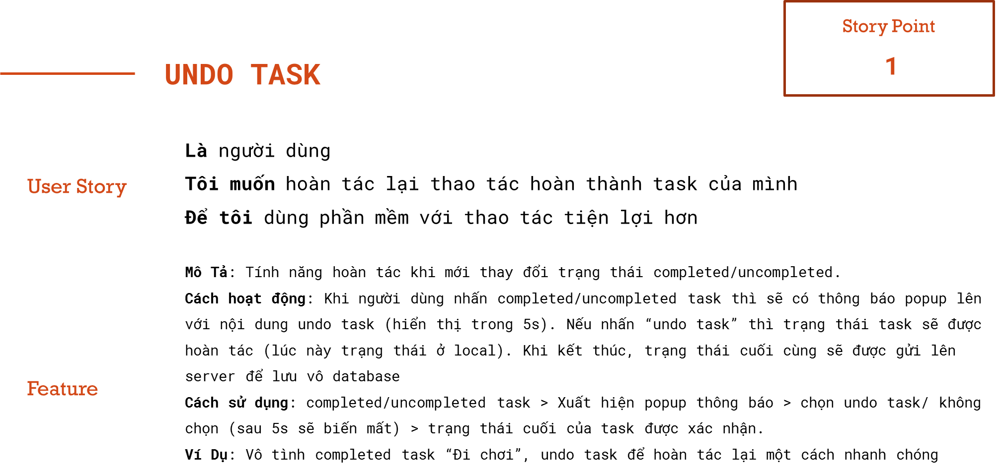 Story Point
1
UNDO TASK
User Story
Là người dùng
Tôi muốn hoàn tác lại thao tác hoàn thành task của mình
Để tôi dùng phần mềm với thao tác tiện lợi hơn
Feature
Mô Tả: Tính năng hoàn tác khi mới thay đổi trạng thái completed/uncompleted.
Cách hoạt động: Khi người dùng nhấn completed/uncompleted task thì sẽ có thông báo popup lên
với nội dung undo task (hiển thị trong 5s). Nếu nhấn “undo task” thì trạng thái task sẽ được
hoàn tác (lúc này trạng thái ở local). Khi kết thúc, trạng thái cuối cùng sẽ được gửi lên
server để lưu vô database
Cách sử dụng: completed/uncompleted task > Xuất hiện popup thông báo > chọn undo task/ không
chọn (sau 5s sẽ biến mất) > trạng thái cuối của task được xác nhận.
Ví Dụ: Vô tình completed task “Đi chơi”, undo task để hoàn tác lại một cách nhanh chóng